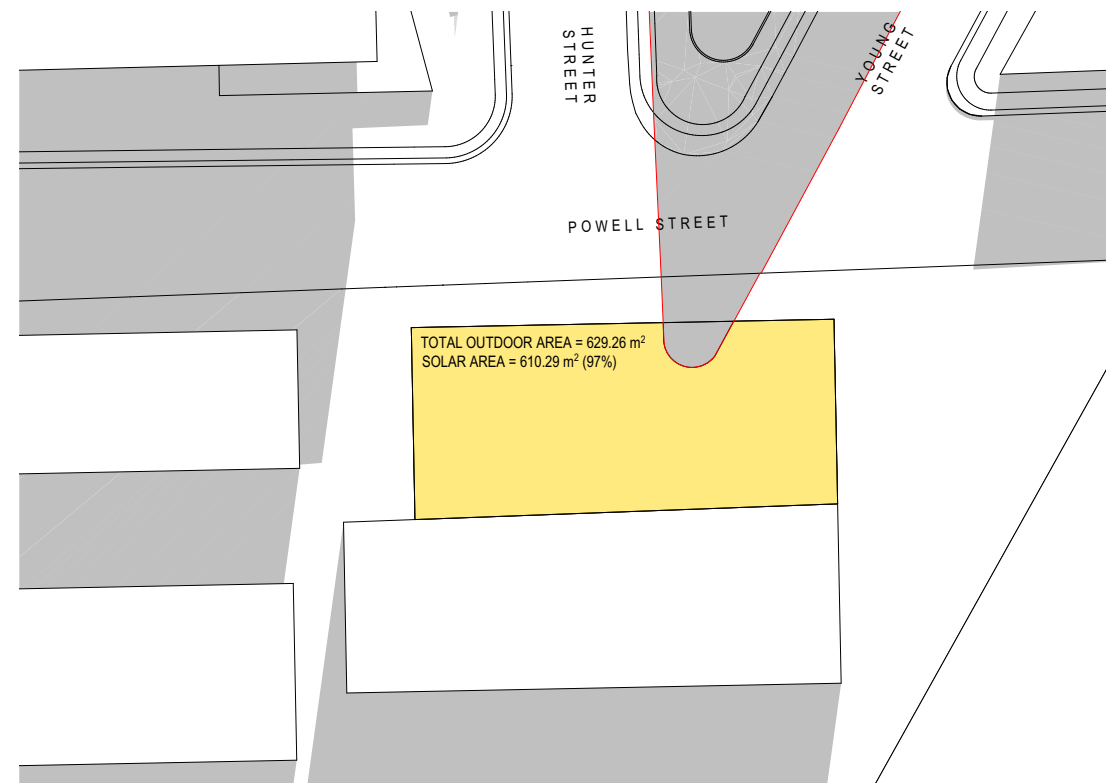 HUNTER
STREET
YOUNG
STREET
POWELL STREET
TOTAL OUTDOOR AREA = 629.26 m²
SOLAR AREA = 610.29 m² (97%)